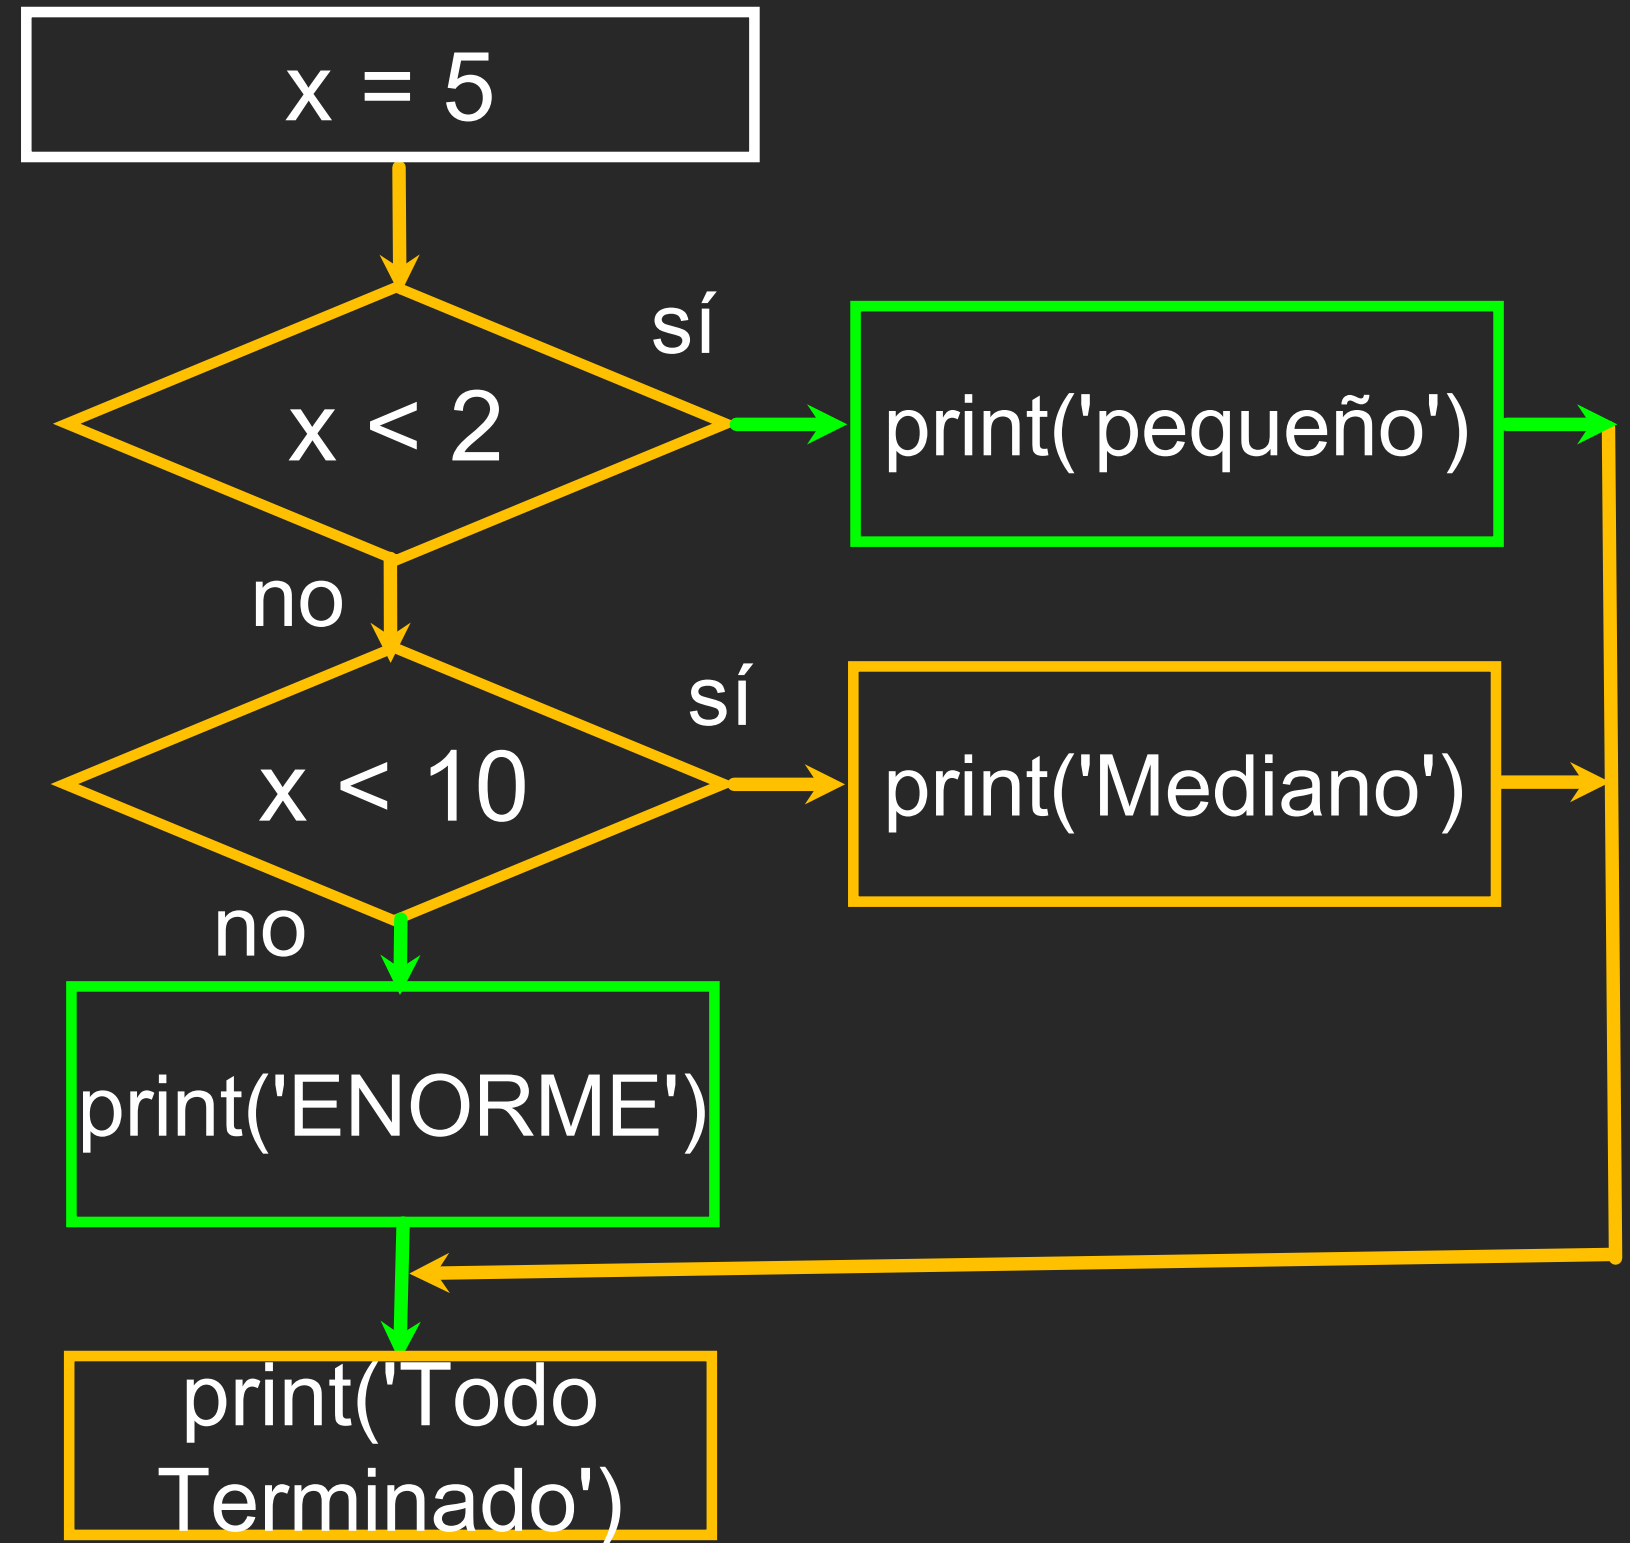 x = 5
sí
x < 2
print('pequeño')
no
sí
x < 10
print('Mediano')
no
print('ENORME')
print('Todo
Terminado')